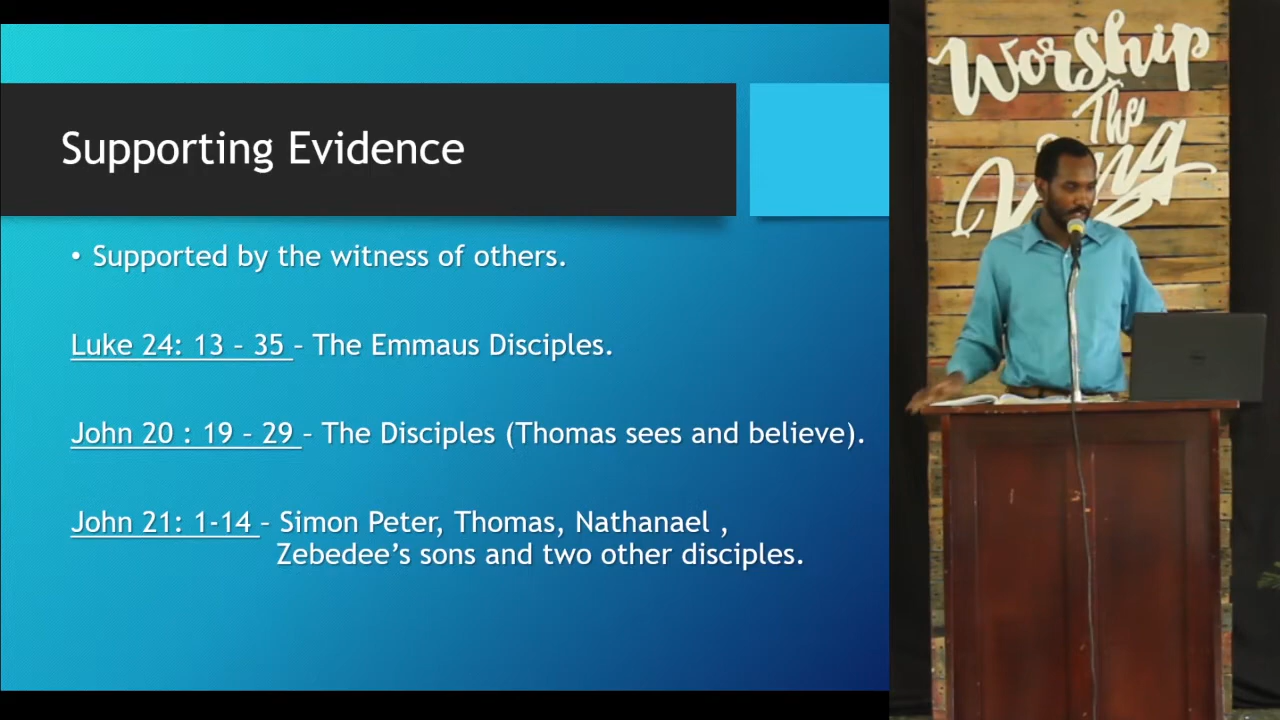 Supporting Evidence
• Supported by the witness of others.
Luke 24: 13 – 35 – The Emmaus Disciples.
John 20 : 19 – 29 – The Disciples (Thomas sees and believe).
John 21: 1-14 – Simon Peter, Thomas, Nathanael ,
Zebedee’s sons and two other disciples.
Worship
The
King